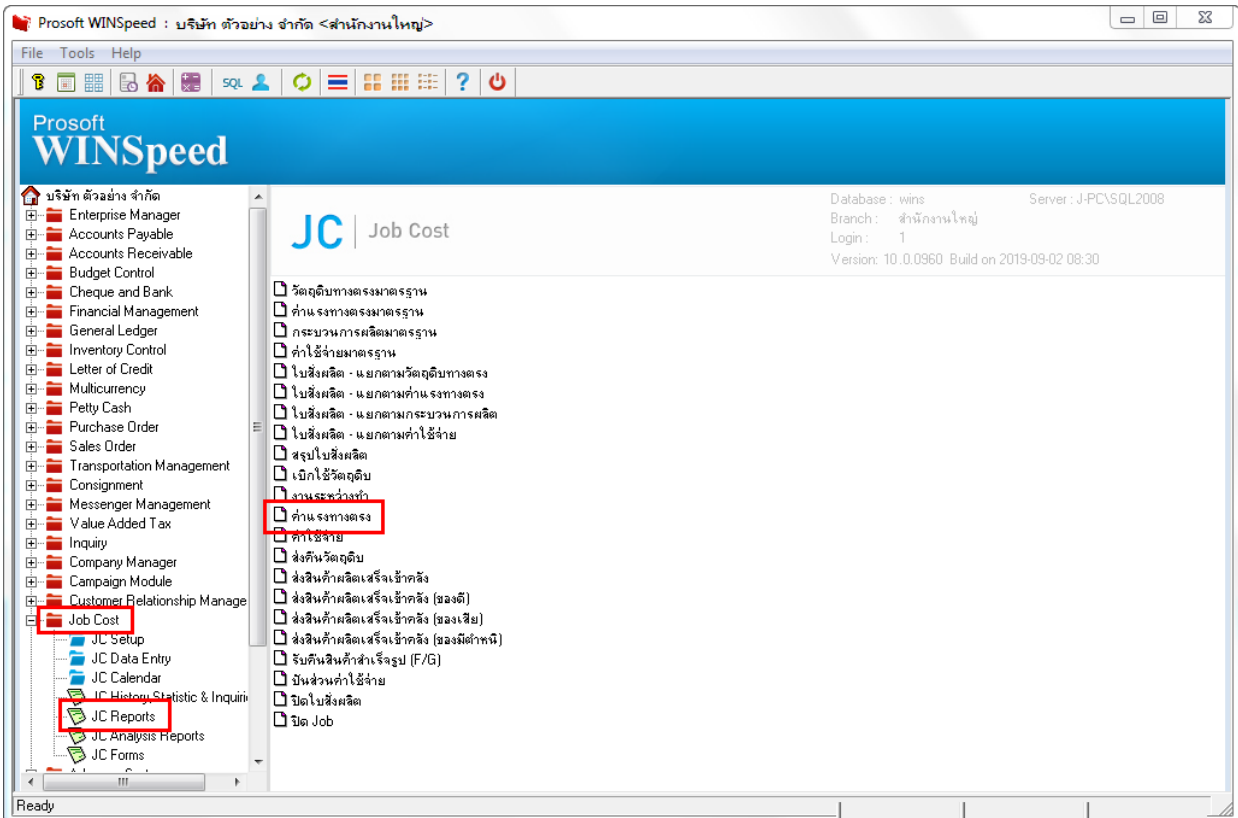 Prosoft WINSpeed : บริษัท ตัวอย่าง จำกัด <สำนักงานใหญ่>
File Tools Help
SQL
Prosoft
WINSpeed
บริษัท ตัวอย่าง จำกัด
Enterprise Manager
Accounts Payable
Accounts Receivable
Budget Control
Cheque and Bank
Financial Management
General Ledger
Inventory Control
Letter of Credit
Multicurrency
Petty Cash
Purchase Order
Sales Order
Transportation Management
Consignment
Messenger Management
Value Added Tax
Inquiry
Company Manager
Campaign Module
Customer Relationship Manage
Job Cost
JC Setup
JC Data Entry
JC Calendar
JC History,Statistic & Inquirie
JC Reports
JC Analysis Reports
JC Forms
JC Job Cost
Database : wins Server : J-PC\SQL2008
Branch : สำนักงานใหญ่
Login : 1
Version: 10.0.0960 Build on 2019-09-02 08:30
วัตถุดิบทางตรงมาตรฐาน
ค่าแรงทางตรงมาตรฐาน
กระบวนการผลิตมาตรฐาน
ค่าใช้จ่ายมาตรฐาน
ใบสั่งผลิต - แยกตามวัตถุดิบทางตรง
ใบสั่งผลิต - แยกตามค่าแรงทางตรง
ใบสั่งผลิต - แยกตามกระบวนการผลิต
ใบสั่งผลิต - แยกตามค่าใช้จ่าย
สรุปใบสั่งผลิต
เบิกใช้วัตถุดิบ
งานระหว่างทำ
ค่าแรงทางตรง
ค่าใช้จ่าย
ส่งคืนวัตถุดิบ
ส่งสินค้าผลิตเสร็จเข้าคลัง
ส่งสินค้าผลิตเสร็จเข้าคลัง (ของดี)
ส่งสินค้าผลิตเสร็จเข้าคลัง (ของเสีย)
ส่งสินค้าผลิตเสร็จเข้าคลัง (ของมีตำหนิ)
รับคืนสินค้าสำเร็จรูป (F/G)
ปันส่วนค่าใช้จ่าย
ปิดใบสั่งผลิต
ปิด Job
Ready